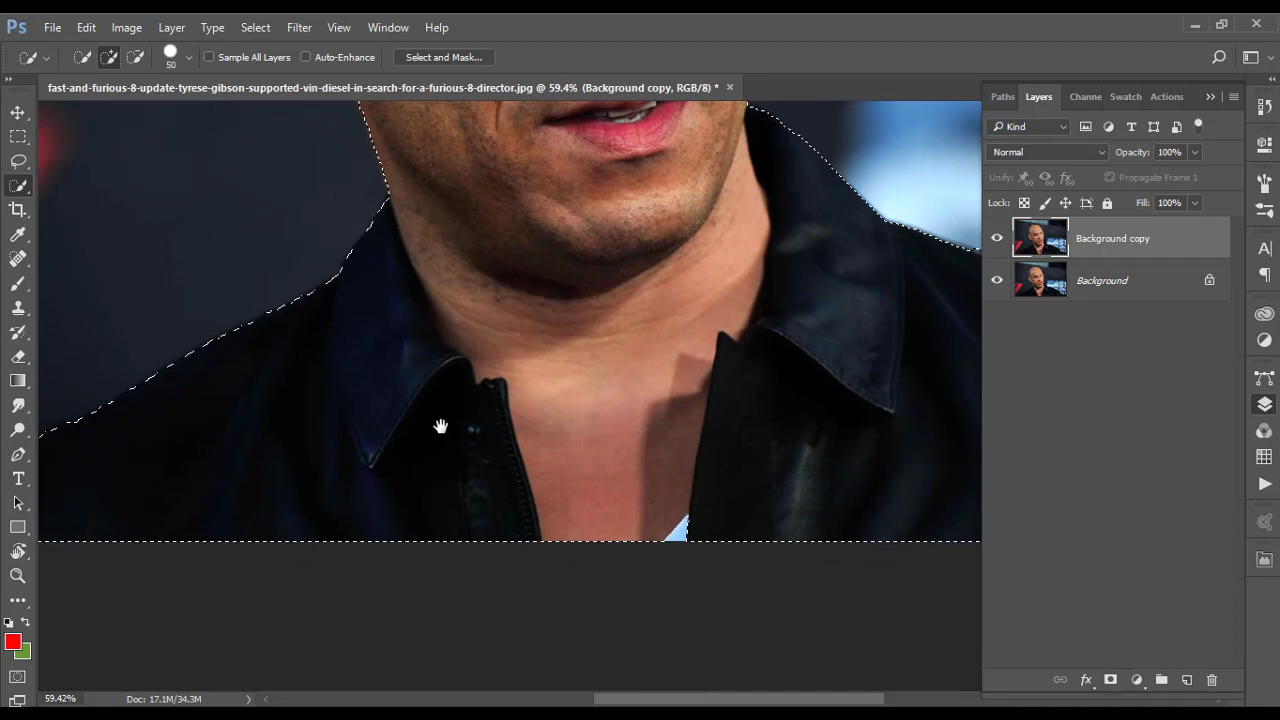 Ps File Edit Image Layer Type Select Filter View Window Help
50 Sample All Layers Auto-Enhance Select and Mask...
fast-and-furious-8-update-tyrese-gibson-supported-vin-diesel-in-search-for-a-furious-8-director.jpg @ 59.4% (Background copy, RGB/8) *
Paths Layers Channe Swatch Actions
Kind
Normal Opacity: 100%
Unify: Propagate Frame 1
Lock: Fill: 100%
Background copy
Background
59.42% Doc: 17.1M/34.3M